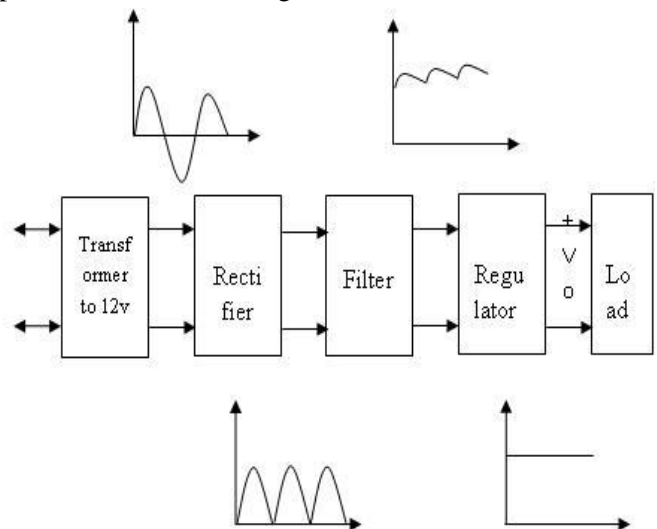 Transf
ormer
to 12v
Recti
fier
Filter
Regu
lator
+
V
o
Lo
ad